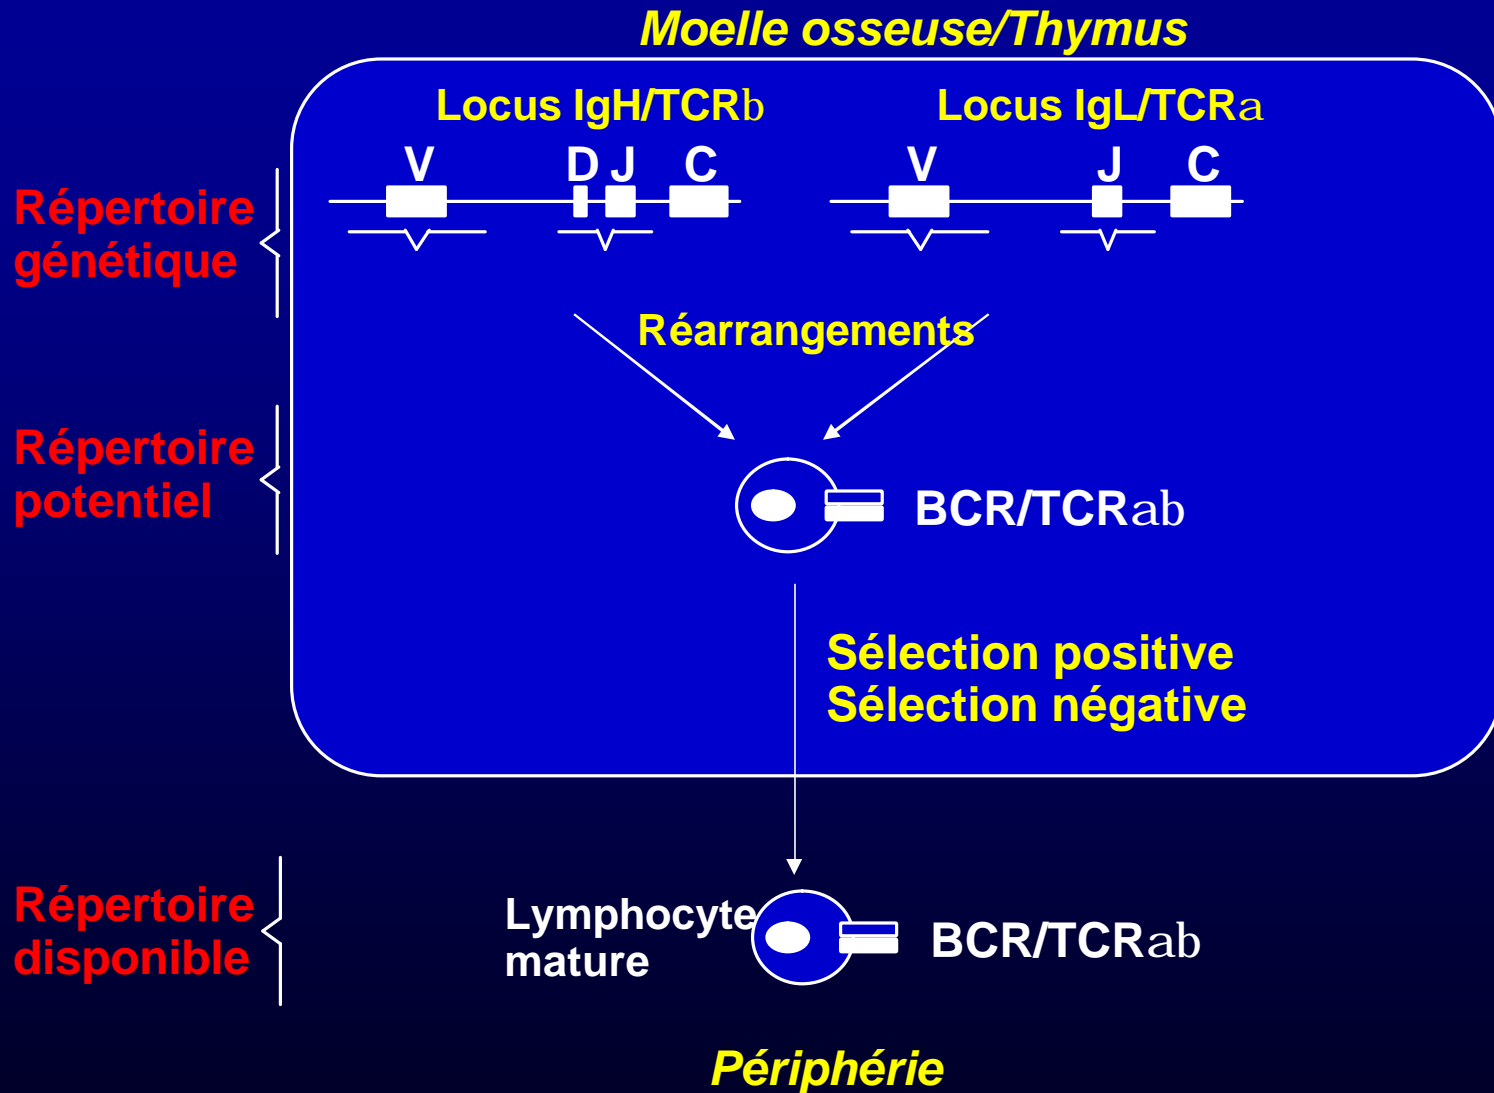 Moelle osseuse/Thymus
Locus IgH/TCRb
Locus IgL/TCRa
V D J C
V J C
Répertoire
génétique
Réarrangements
Répertoire
potentiel
BCR/TCRab
Sélection positive
Sélection négative
Répertoire
disponible
Lymphocyte
mature
BCR/TCRab
Périphérie